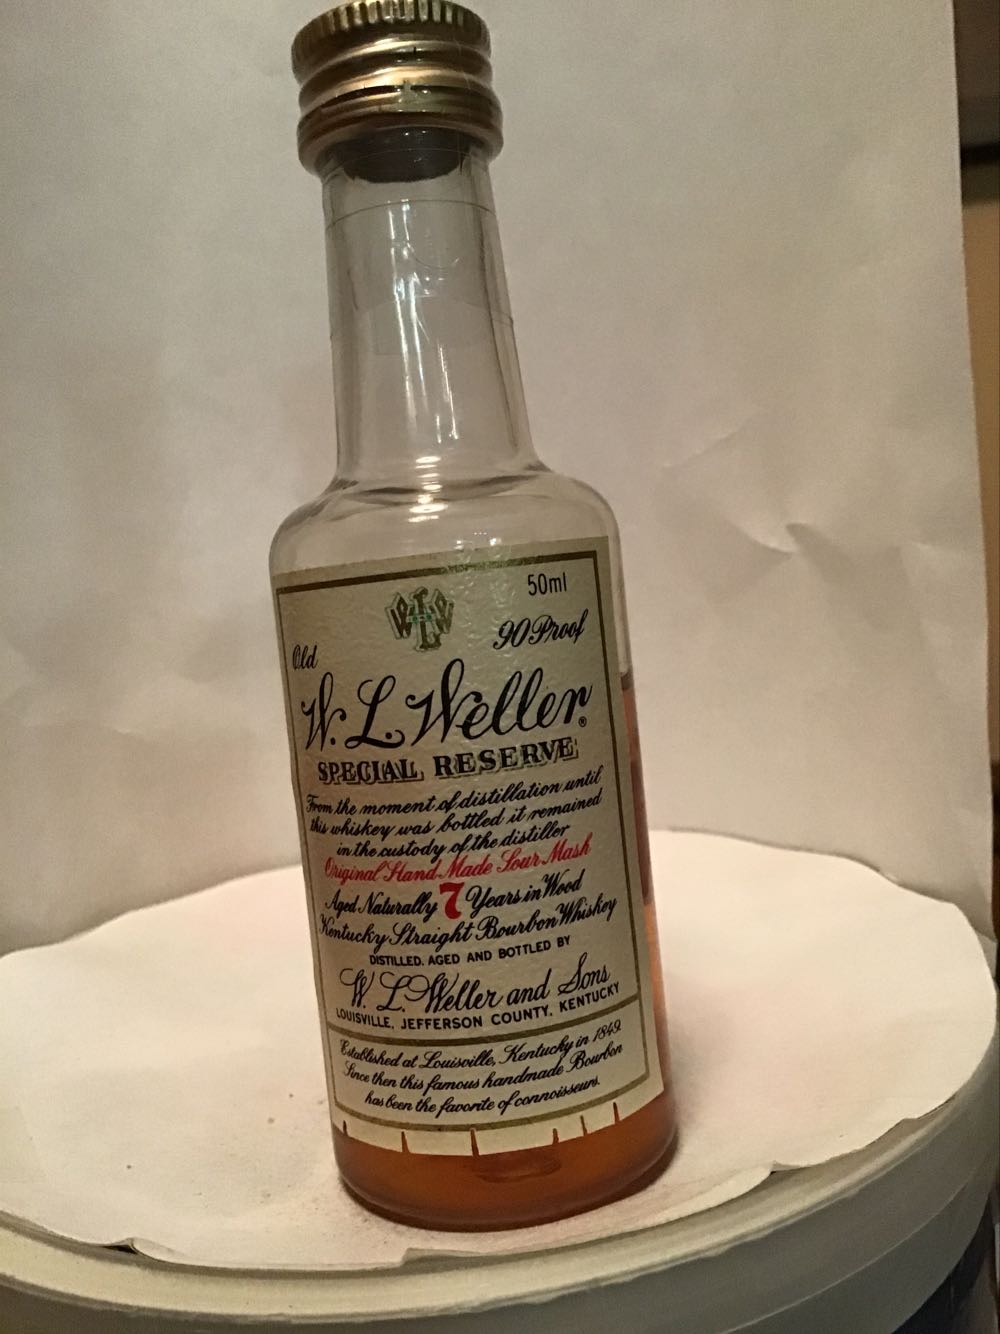 50ml
WLW
Old
90 Proof
W. L. Weller®
SPECIAL RESERVE
From the moment of distillation until
this whiskey was bottled it remained
in the custody of the distiller
Original Hand Made Sour Mash
Aged Naturally 7 Years in Wood
Kentucky Straight Bourbon Whiskey
DISTILLED, AGED AND BOTTLED BY
W. L. Weller and Sons
LOUISVILLE, JEFFERSON COUNTY, KENTUCKY
Established at Louisville, Kentucky in 1849.
Since then this famous handmade Bourbon
has been the favorite of connoisseurs.